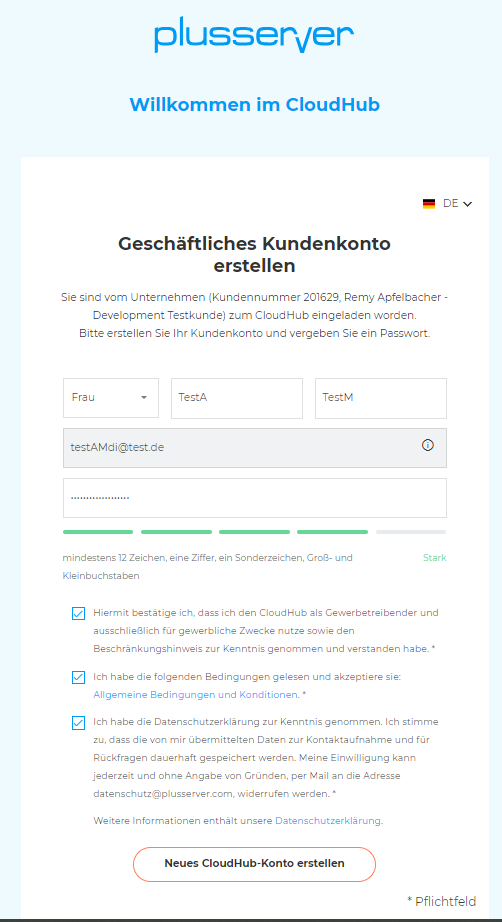 plusserver
Willkommen im CloudHub
DE
Geschäftliches Kundenkonto
erstellen
Sie sind vom Unternehmen (Kundennummer 201629, Remy Apfelbacher -
Development Testkunde) zum CloudHub eingeladen worden.
Bitte erstellen Sie Ihr Kundenkonto und vergeben Sie ein Passwort.
Frau TestA TestM
testAMdi@test.de
mindestens 12 Zeichen, eine Ziffer, ein Sonderzeichen, Groß- und Stark
Kleinbuchstaben
Hiermit bestätige ich, dass ich den CloudHub als Gewerbetreibender und
ausschließlich für gewerbliche Zwecke nutze sowie den
Beschränkungshinweis zur Kenntnis genommen und verstanden habe. *
Ich habe die folgenden Bedingungen gelesen und akzeptiere sie:
Allgemeine Bedingungen und Konditionen. *
Ich habe die Datenschutzerklärung zur Kenntnis genommen. Ich stimme
zu, dass die von mir übermittelten Daten zur Kontaktaufnahme und für
Rückfragen dauerhaft gespeichert werden. Meine Einwilligung kann
jederzeit und ohne Angabe von Gründen, per Mail an die Adresse
datenschutz@plusserver.com, widerrufen werden. *
Weitere Informationen enthält unsere Datenschutzerklärung.
Neues CloudHub-Konto erstellen
* Pflichtfeld